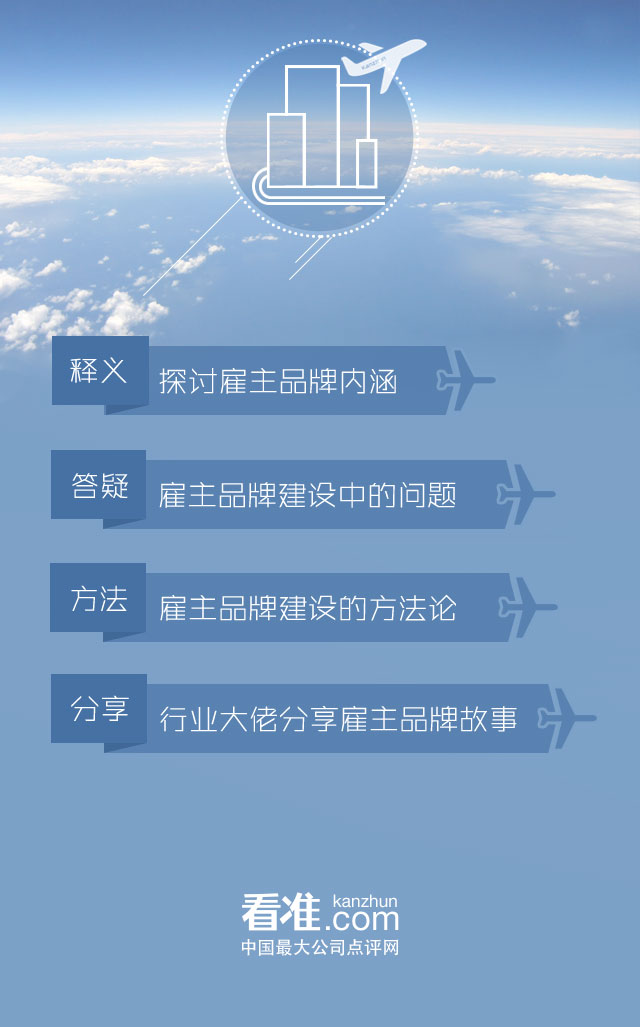 释义
探讨雇主品牌内涵
答疑
雇主品牌建设中的问题
方法
雇主品牌建设的方法论
分享
行业大佬分享雇主品牌故事
看准 kanzhun
.com
中国最大公司点评网